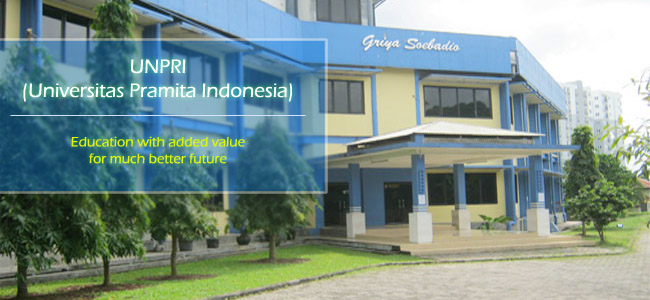 Griya Soebadio
UNPRI
(Universitas Pramita Indonesia)
Education with added value
for much better future